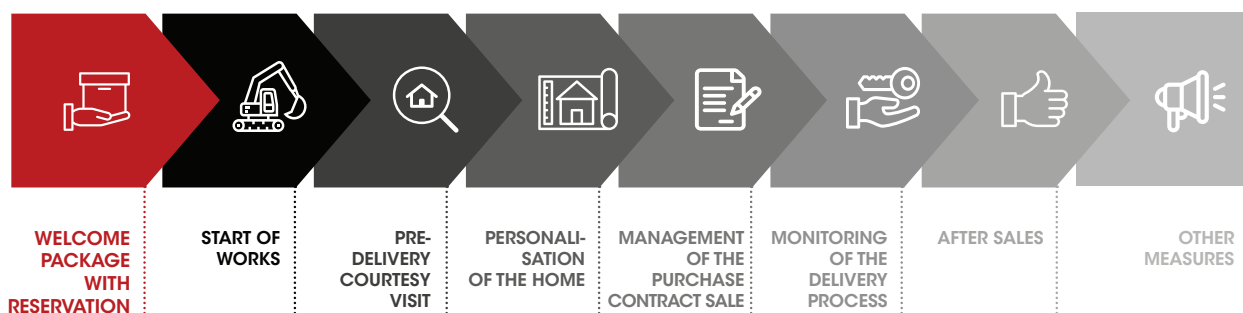 WELCOME
PACKAGE
WITH
RESERVATION
START OF
WORKS
PRE-
DELIVERY
COURTESY
VISIT
PERSONALI-
SATION
OF THE HOME
MANAGEMENT
OF THE
PURCHASE
CONTRACT SALE
MONITORING
OF THE
DELIVERY
PROCESS
AFTER SALES
OTHER
MEASURES